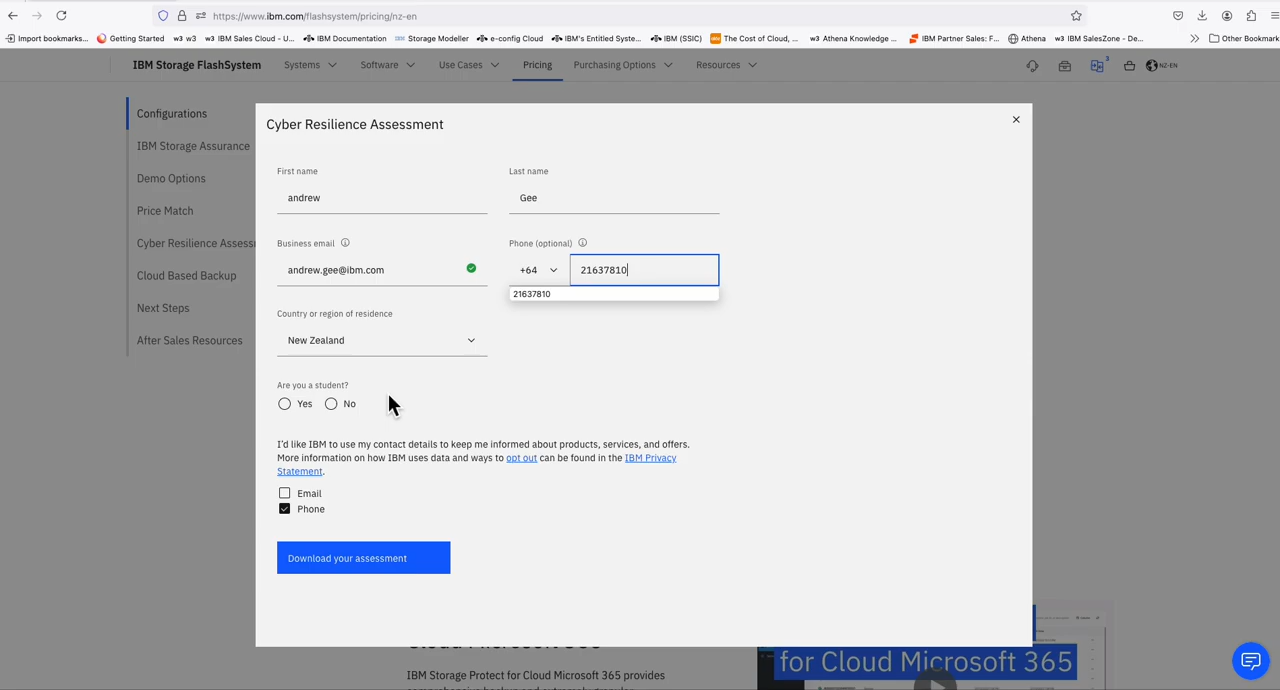 https://www.ibm.com/flashsystem/pricing/nz-en
Import bookmarks... Getting Started w3 w3 w3 IBM Sales Cloud - U... IBM Documentation Storage Modeller e-config Cloud IBM's Entitled Syste... IBM (SSIC) The Cost of Cloud, ... w3 Athena Knowledge ... IBM Partner Sales: F... Athena w3 IBM SalesZone - De... Other Bookmark
IBM Storage FlashSystem Systems Software Use Cases Pricing Purchasing Options Resources 3 NZ-EN
Configurations
IBM Storage Assurance
Demo Options
Price Match
Cyber Resilience Assess
Cloud Based Backup
Next Steps
After Sales Resources
Cyber Resilience Assessment
First name Last name
andrew Gee
Business email Phone (optional)
andrew.gee@ibm.com +64 21637810
21637810
Country or region of residence
New Zealand
Are you a student?
Yes No
I'd like IBM to use my contact details to keep me informed about products, services, and offers.
More information on how IBM uses data and ways to opt out can be found in the IBM Privacy
Statement.
Email
Phone
Download your assessment
Cloud Microsoft 365
IBM Storage Protect for Cloud Microsoft 365 provides
for Cloud Microsoft 365